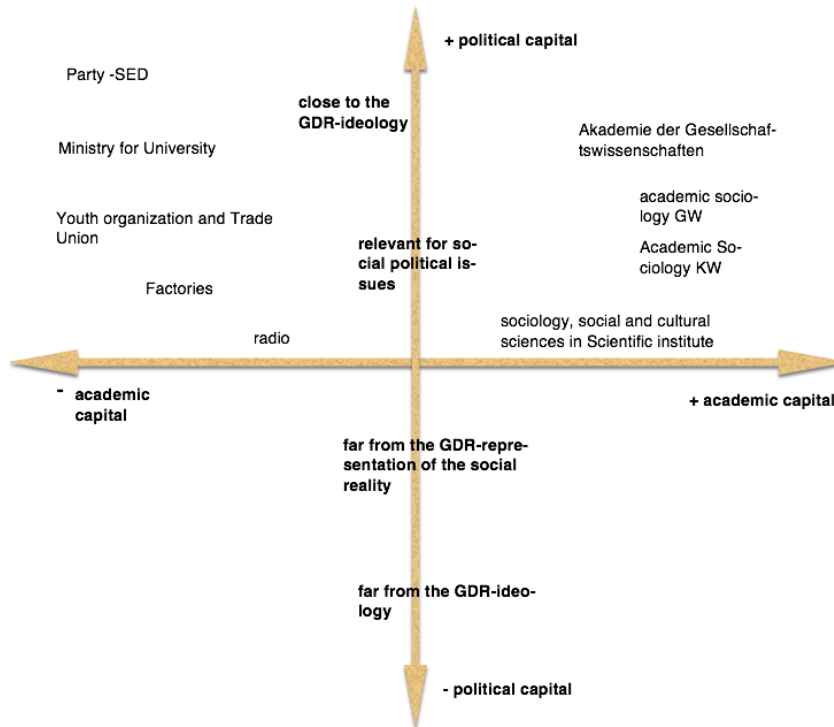 + political capital
Party -SED
close to the
GDR-ideology
Akademie der Gesellschaf-
tswissenschaften
Ministry for University
academic socio-
logy GW
Youth organization and Trade
Union
relevant for so-
cial political is-
sues
Academic So-
ciology KW
Factories
radio
sociology, social and cultural
sciences in Scientific institute
- academic
capital
+ academic capital
far from the GDR-repre-
sentation of the social
reality
far from the GDR-ideo-
logy
- political capital